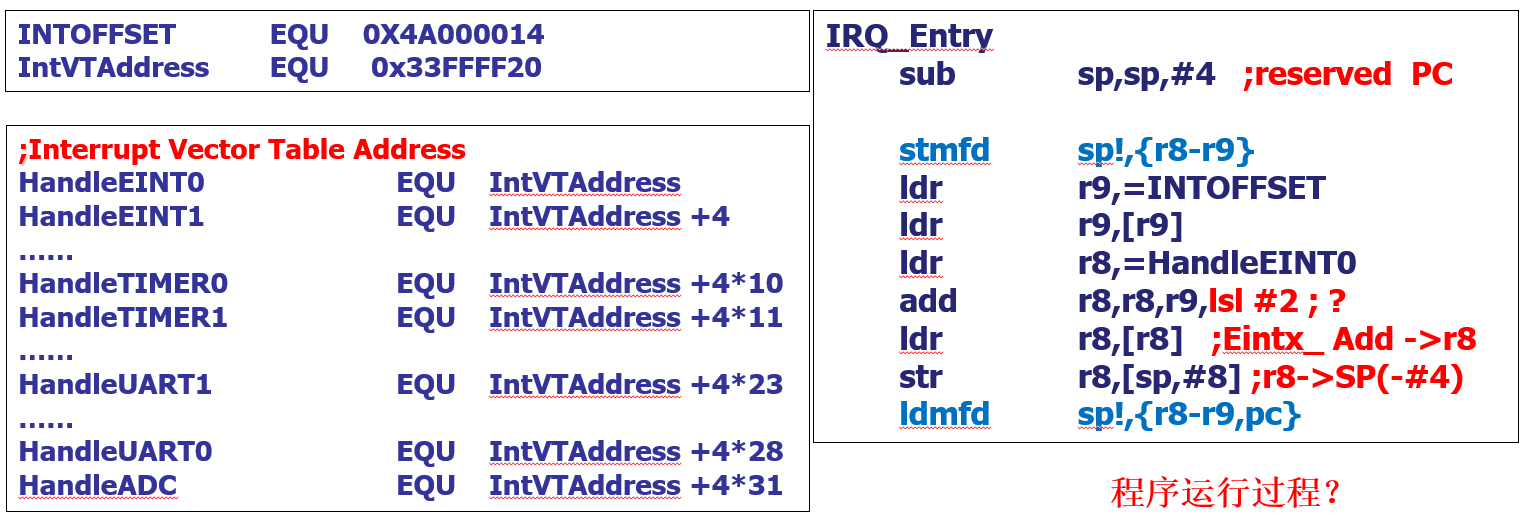 INTOFFSET EQU 0X4A000014
IntVTAddress EQU 0x33FFFF20
;Interrupt Vector Table Address
HandleEINT0 EQU IntVTAddress
HandleEINT1 EQU IntVTAddress +4
......
HandleTIMER0 EQU IntVTAddress +4*10
HandleTIMER1 EQU IntVTAddress +4*11
......
HandleUART1 EQU IntVTAddress +4*23
......
HandleUART0 EQU IntVTAddress +4*28
HandleADC EQU IntVTAddress +4*31
IRQ_Entry
sub sp,sp,#4 ;reserved PC
stmfd sp!,{r8-r9}
ldr r9,=INTOFFSET
ldr r9,[r9]
ldr r8,=HandleEINT0
add r8,r8,r9,lsl #2 ; ?
ldr r8,[r8] ;Eintx_ Add ->r8
str r8,[sp,#8] ;r8->SP(-#4)
ldmfd sp!,{r8-r9,pc}
程序运行过程?